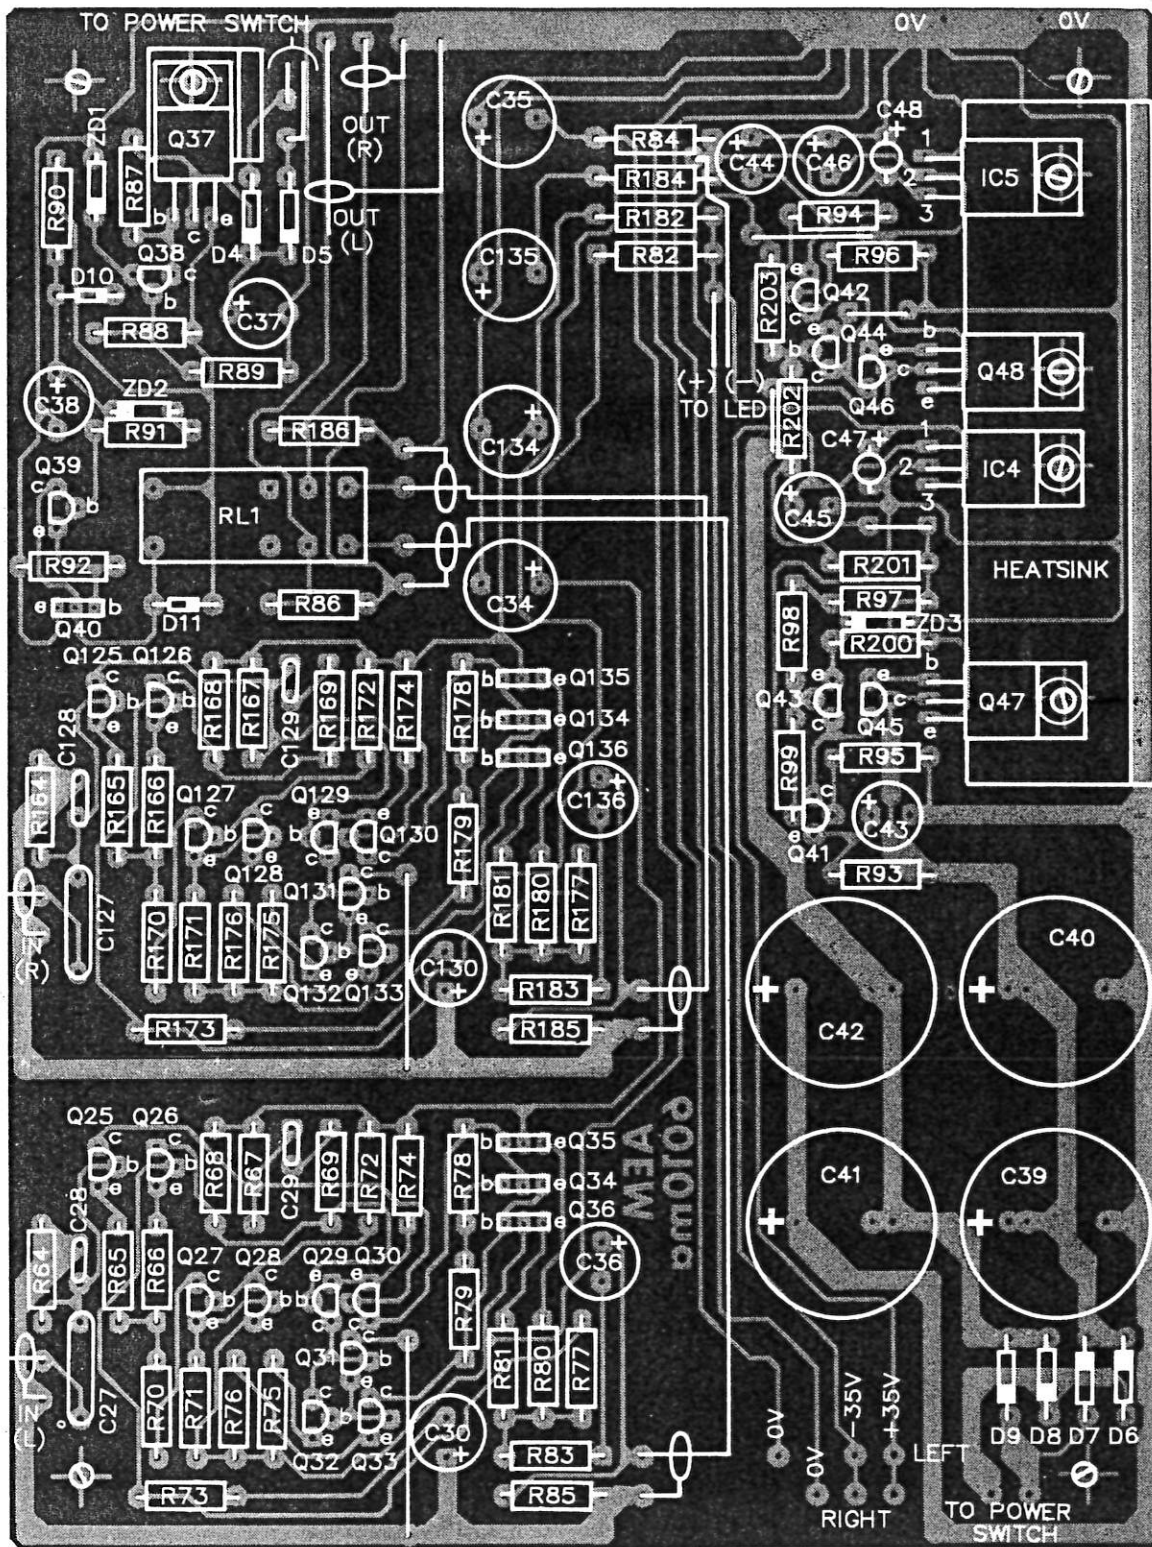 TO POWER SWITCH
0V
0V
ZD1
Q37
OUT
(R)
C35
+
R84
R184
R182
R82
C44
+
C46
+
C48
+
1
2
3
IC5
R90
R87
b
c
e
OUT
(L)
D4
D5
Q38
c
b
D10
R88
C37
+
R89
C135
+
R94
R96
R203
e
Q42
c
e
Q44
b
c
e
Q46
b
c
e
Q48
(+) (-)
TO LED
R202
C38
+
ZD2
R91
R186
C134
+
C47
+
1
2
3
IC4
C45
+
Q39
c
b
e
RL1
R92
e
b
Q40
D11
R86
C34
+
R201
R97
ZD3
R200
R98
HEATSINK
Q125
Q126
c
c
b
e
e
R168
R167
C129
R169
R172
R174
R178
b
e
Q135
Q134
b
e
Q136
C128
C136
+
Q43
e
b
c
Q45
b
c
e
Q47
R99
R95
R164
R165
R166
Q127
Q129
Q130
Q128
Q131
R179
c
e
Q41
C43
+
R93
C127
IN
(R)
R170
R171
R176
R175
Q132
Q133
C130
+
R181
R180
R177
R183
R173
R185
C42
+
C40
+
Q25
Q26
c
c
b
e
e
R68
R67
C29
R69
R72
R74
R78
b
e
Q35
Q34
b
e
Q36
6010ma
AEM
C41
+
C39
+
C28
R64
R65
R66
Q27
Q28
Q29
Q30
Q31
R79
C36
+
C27
IN
(L)
R70
R71
R76
R75
Q32
Q33
C30
+
R81
R80
R77
R83
R73
R85
0V
-35V
+35V
LEFT
0V
RIGHT
D9
D8
D7
D6
TO POWER
SWITCH